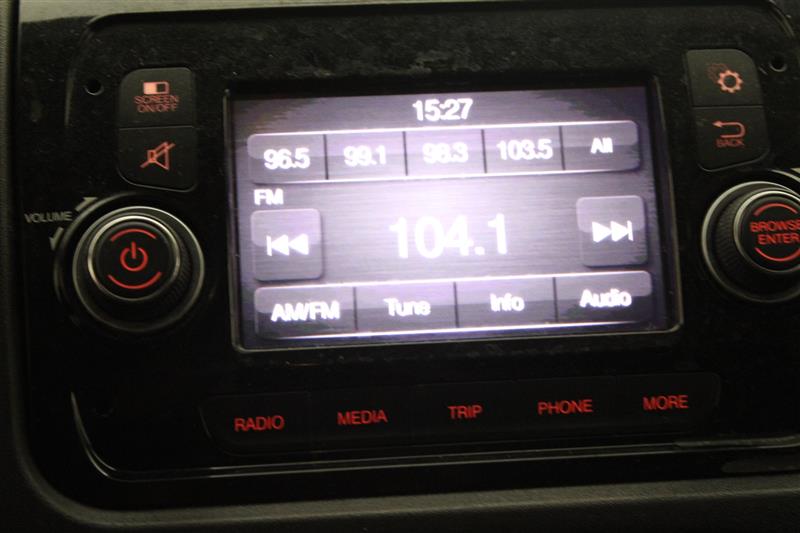 15:27
SCREEN
ON/OFF
96.5 99.1 98.3 103.5 All
BACK
FM
VOLUME
104.1
BROWSE
ENTER
AM/FM Tune Info Audio
RADIO MEDIA TRIP PHONE MORE